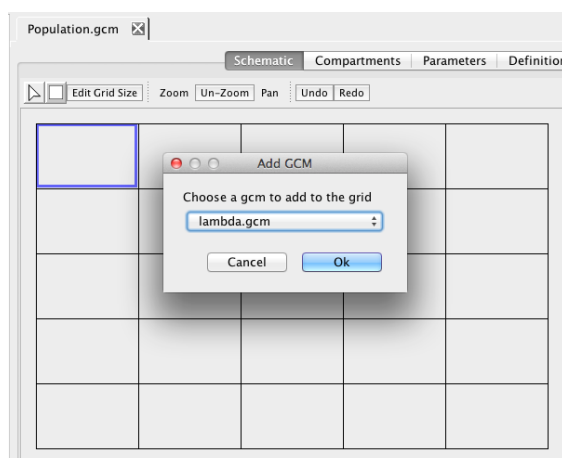 Population.gcm
Schematic Compartments Parameters
Edit Grid Size Zoom Un-Zoom Pan Undo Redo
Add GCM
Choose a gcm to add to the grid
lambda.gcm
Cancel Ok